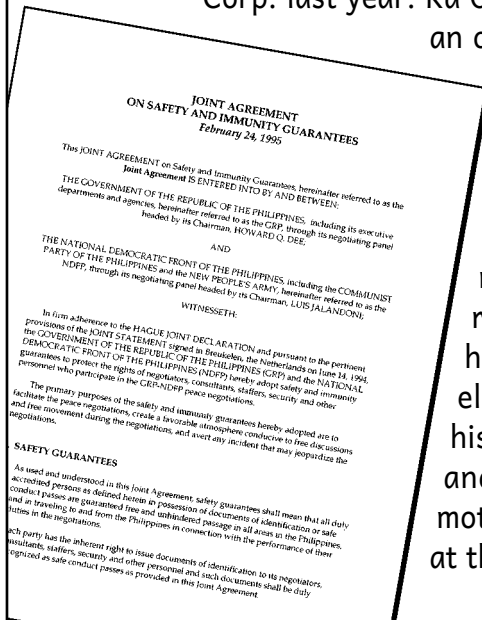 Corp. last year. Ka
an
JOINT AGREEMENT
ON SAFETY AND IMMUNITY GUARANTEES
February 24, 1995
This JOINT AGREEMENT on Safety and Immunity Guarantees, hereinafter referred to as the
Joint Agreement IS ENTERED INTO BY AND BETWEEN:
THE GOVERNMENT OF THE REPUBLIC OF THE PHILIPPINES, including its executive
departments and agencies, hereinafter referred to as the GRP, through its negotiating panel
headed by its Chairman, HOWARD Q. DEE;
AND
THE NATIONAL DEMOCRATIC FRONT OF THE PHILIPPINES, including the COMMUNIST
PARTY OF THE PHILIPPINES and the NEW PEOPLE'S ARMY, hereinafter referred to as the
NDFP, through its negotiating panel headed by its Chairman, LUIS JALANDONI;
WITNESSETH:
In firm adherence to the HAGUE JOINT DECLARATION and pursuant to the pertinent
provisions of the JOINT STATEMENT signed in Breukelen, the Netherlands on June 14, 1994,
the GOVERNMENT OF THE REPUBLIC OF THE PHILIPPINES (GRP) and the NATIONAL
DEMOCRATIC FRONT OF THE PHILIPPINES (NDFP) hereby adopt safety and immunity
guarantees to protect the rights of negotiators, consultants, staffers, security and other
personnel who participate in the GRP-NDFP peace negotiations.
The primary purposes of the safety and immunity guarantees hereby adopted are to
facilitate the peace negotiations, create a favorable atmosphere conducive to free discussions
and free movement during the negotiations, and avert any incident that may jeopardize the
negotiations.
. SAFETY GUARANTEES
As used and understood in this Joint Agreement, safety guarantees shall mean that all duly
accredited persons as defined herein in possession of documents of identification or safe
conduct passes are guaranteed free and unhindered passage in all areas in the Philippines,
and in traveling to and from the Philippines in connection with the performance of their
duties in the negotiations.
ach party has the inherent right to issue documents of identification to its negotiators,
onsultants, staffers, security and other personnel and such documents shall be duly
ecognized as safe conduct passes as provided in this Joint Agreement.
h
el
his
and
mot
at th